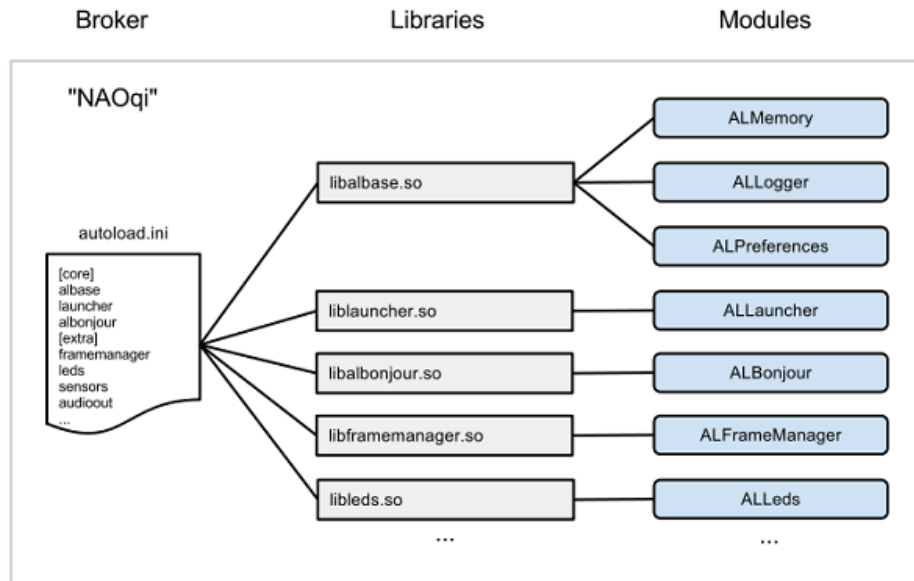 Broker
Libraries
Modules
"NAOqi"
autoload.ini
[core]
albase
launcher
albonjour
[extra]
framemanager
leds
sensors
audioout
...
libalbase.so
liblauncher.so
libalbonjour.so
libframemanager.so
libleds.so
...
ALMemory
ALLogger
ALPreferences
ALLauncher
ALBonjour
ALFrameManager
ALLeds
...